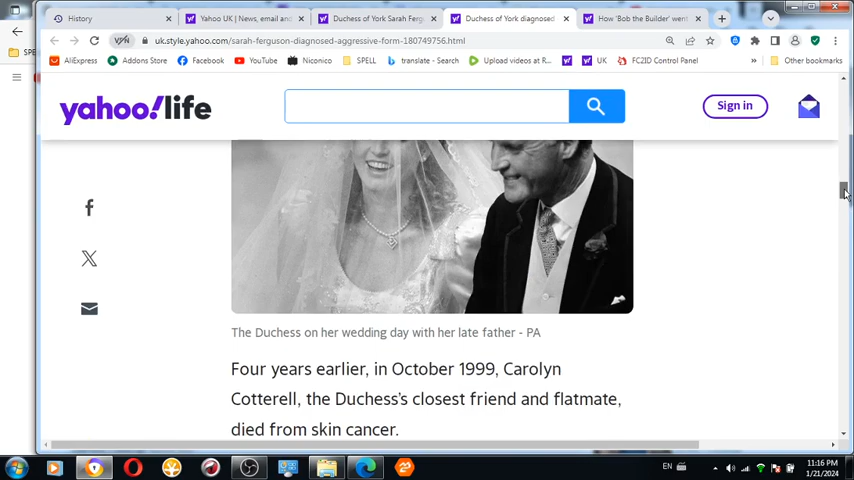 History
Yahoo UK | News, email and
Duchess of York Sarah Ferg
Duchess of York diagnosed
How 'Bob the Builder' went
VPN
uk.style.yahoo.com/sarah-ferguson-diagnosed-aggressive-form-180749756.html
AliExpress
Addons Store
Facebook
YouTube
Niconico
SPELL
translate - Search
Upload videos at R...
UK
FC2ID Control Panel
Other bookmarks
SPE
yahoo!life
Sign in
The Duchess on her wedding day with her late father - PA
Four years earlier, in October 1999, Carolyn
Cotterell, the Duchess's closest friend and flatmate,
died from skin cancer.
EN
11:16 PM
1/21/2024